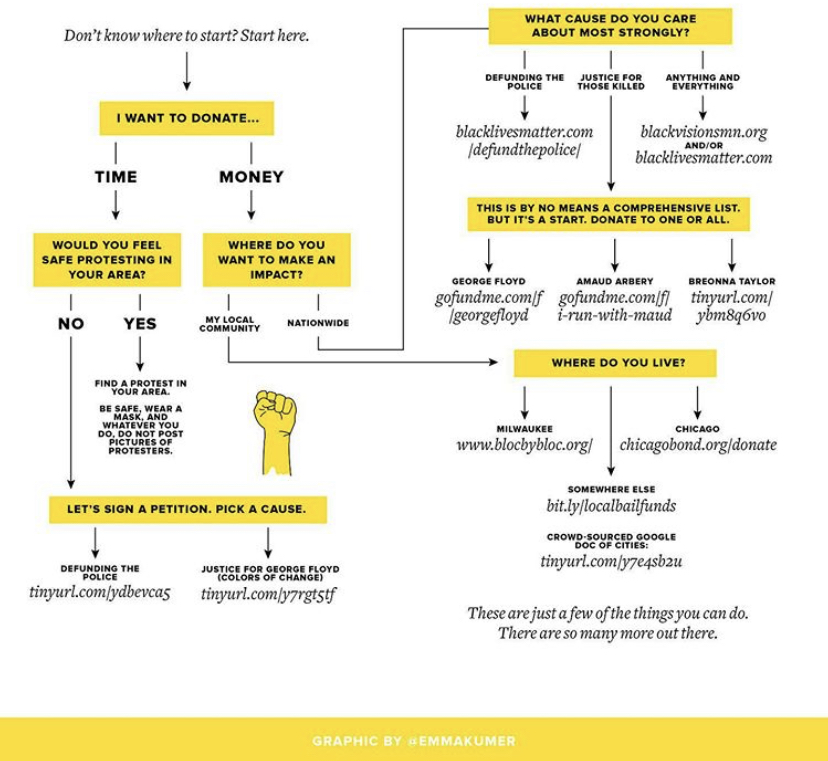 Don't know where to start? Start here.
I WANT TO DONATE...
TIME
MONEY
WOULD YOU FEEL
SAFE PROTESTING IN
YOUR AREA?
WHERE DO YOU
WANT TO MAKE AN
IMPACT?
NO
YES
MY LOCAL
COMMUNITY
NATIONWIDE
FIND A PROTEST IN
YOUR AREA.
BE SAFE, WEAR A
MASK, AND
WHATEVER YOU
DO, DO NOT POST
PICTURES OF
PROTESTERS.
LET'S SIGN A PETITION. PICK A CAUSE.
DEFUNDING THE
POLICE
tinyurl.com/ydbevca5
JUSTICE FOR GEORGE FLOYD
(COLORS OF CHANGE)
tinyurl.com/y7rgt5tf
WHAT CAUSE DO YOU CARE
ABOUT MOST STRONGLY?
DEFUNDING THE
POLICE
blacklivesmatter.com
/defundthepolice/
JUSTICE FOR
THOSE KILLED
ANYTHING AND
EVERYTHING
blackvisionsmn.org
AND/OR
blacklivesmatter.com
THIS IS BY NO MEANS A COMPREHENSIVE LIST.
BUT IT'S A START. DONATE TO ONE OR ALL.
GEORGE FLOYD
gofundme.com/f
/georgefloyd
AMAUD ARBERY
gofundme.com/f/
i-run-with-maud
BREONNA TAYLOR
tinyurl.com/
ybm8q6vo
WHERE DO YOU LIVE?
MILWAUKEE
www.blocbybloc.org/
CHICAGO
chicagobond.org/donate
SOMEWHERE ELSE
bit.ly/localbailfunds
CROWD-SOURCED GOOGLE
DOC OF CITIES:
tinyurl.com/y7e4sb2u
These are just a few of the things you can do.
There are so many more out there.
GRAPHIC BY @EMMAKUMER